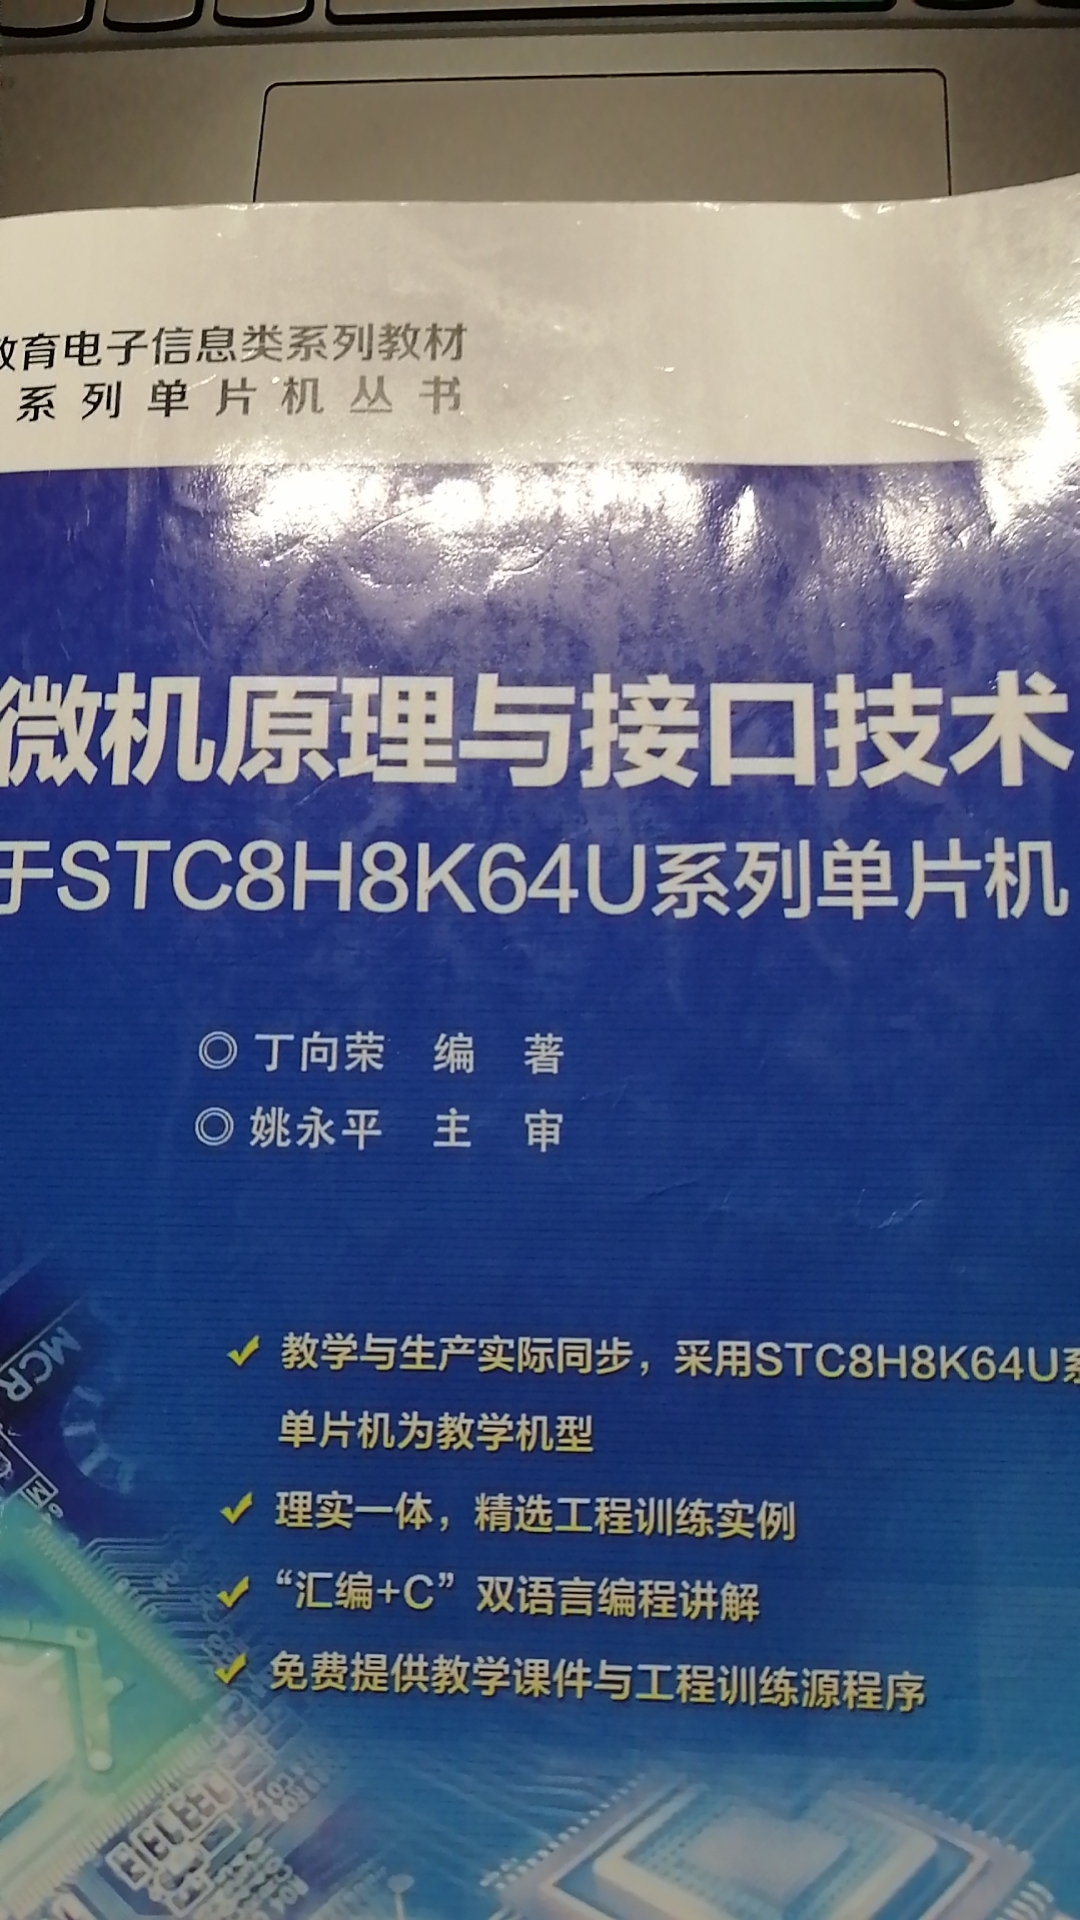 育电子信息类系列教材
系列单片机丛书
微机原理与接口技术
于STC8H8K64U系列单片机
◎丁向荣 编 著
◎姚永平 主 审
教学与生产实际同步，采用STC8H8K64U系
单片机为教学机型
理实一体，精选工程训练实例
“汇编+C”双语言编程讲解
免费提供教学课件与工程训练源程序
MCR